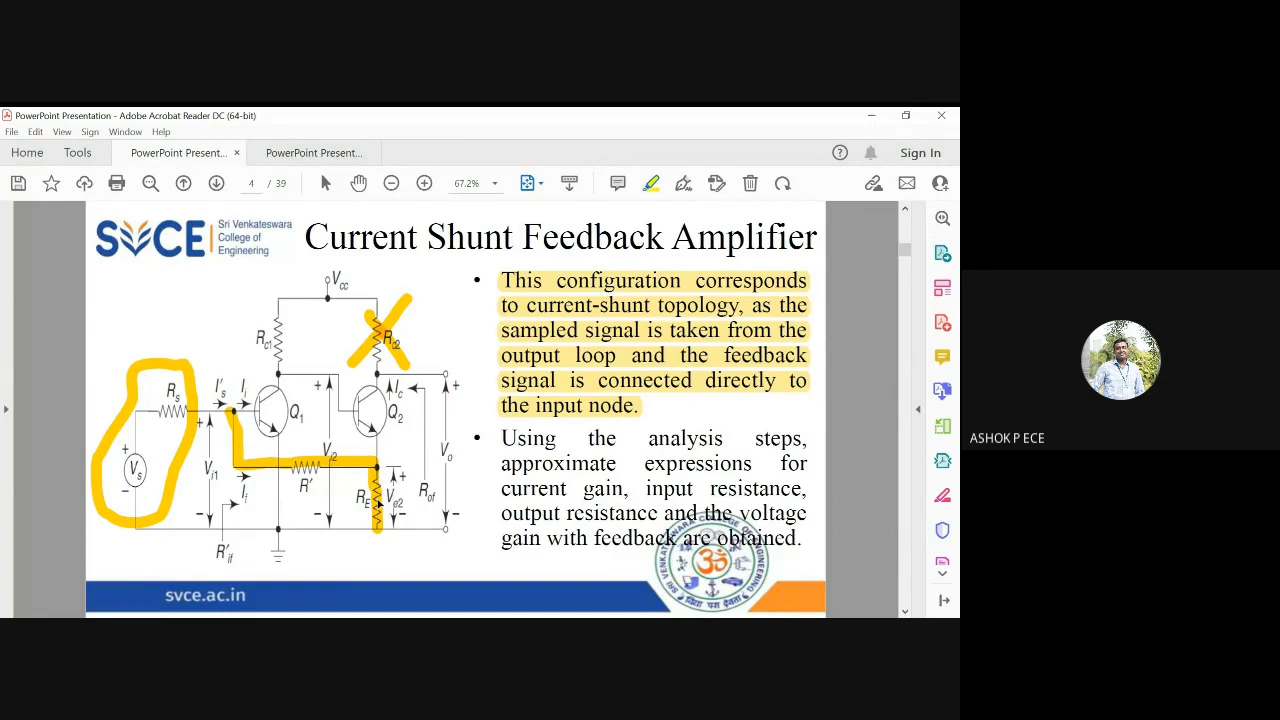 PowerPoint Presentation - Adobe Acrobat Reader DC (64-bit)
File Edit View Window Help
Home Tools PowerPoint Present... × PowerPoint Present... Sign In
4 / 39 67.2%
SVCE Sri Venkateswara
College of
Engineering
Current Shunt Feedback Amplifier
• This configuration corresponds
to current-shunt topology, as the
sampled signal is taken from the
output loop and the feedback
signal is connected directly to
the input node.
• Using the analysis steps,
approximate expressions for
current gain, input resistance,
output resistance and the voltage
gain with feedback are obtained.
Vcc
Rc1 Rc2
Rs I's Ii Ic
Q1 Q2
+ Vs - + Vi1 - + Vi2 - + Vo -
If R' RE + Ve2 - Rof
R'if
svce.ac.in
ASHOK P ECE